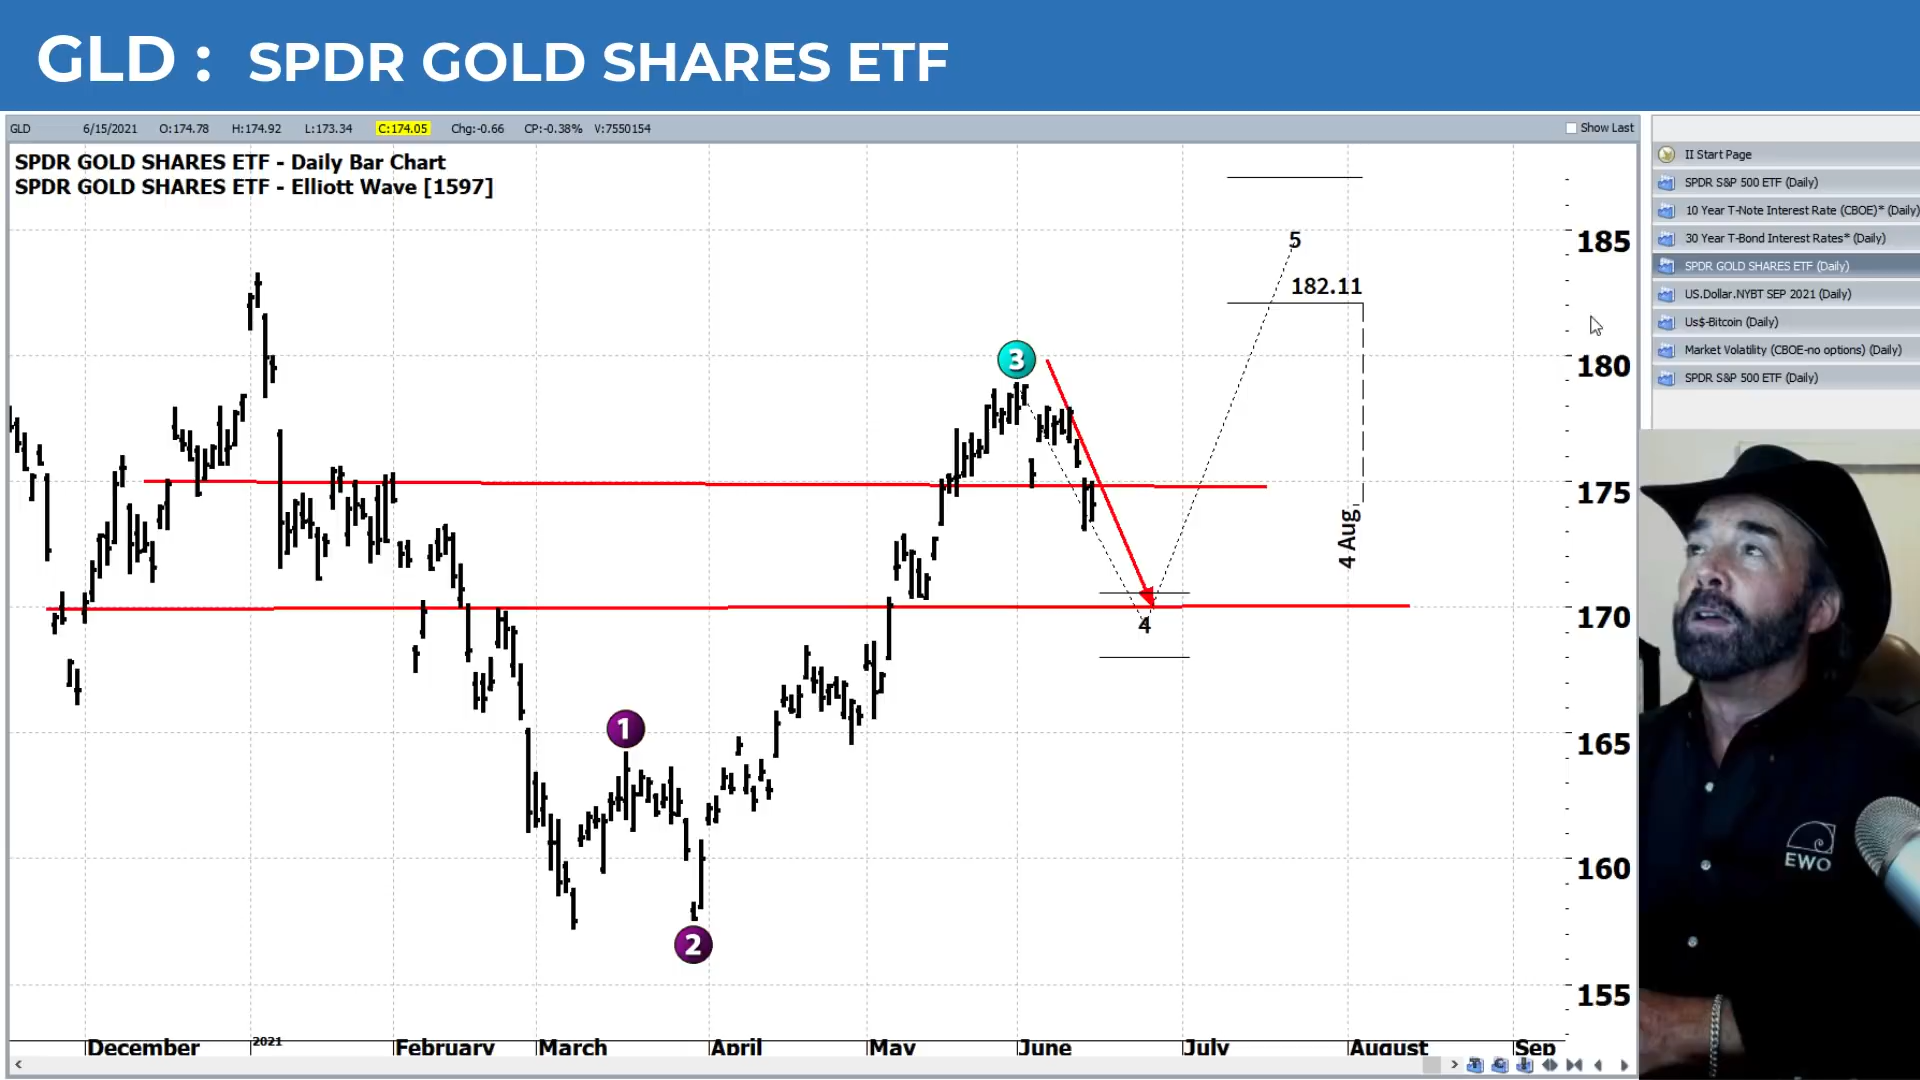 GLD : SPDR GOLD SHARES ETF
GLD 6/15/2021 O:174.78 H:174.92 L:173.34 C:174.05 Chg:-0.66 CP:-0.38% V:7550154 Show Last
SPDR GOLD SHARES ETF - Daily Bar Chart
SPDR GOLD SHARES ETF - Elliott Wave [1597]
II Start Page
SPDR S&P 500 ETF (Daily)
10 Year T-Note Interest Rate (CBOE)* (Daily)
30 Year T-Bond Interest Rates* (Daily)
SPDR GOLD SHARES ETF (Daily)
US.Dollar.NYBT SEP 2021 (Daily)
Us$-Bitcoin (Daily)
Market Volatility (CBOE-no options) (Daily)
SPDR S&P 500 ETF (Daily)
5
185
182.11
3
180
175
4 Aug
170
4
1
165
160
2
155
EWO
December 2021 February March April May June July August Sep